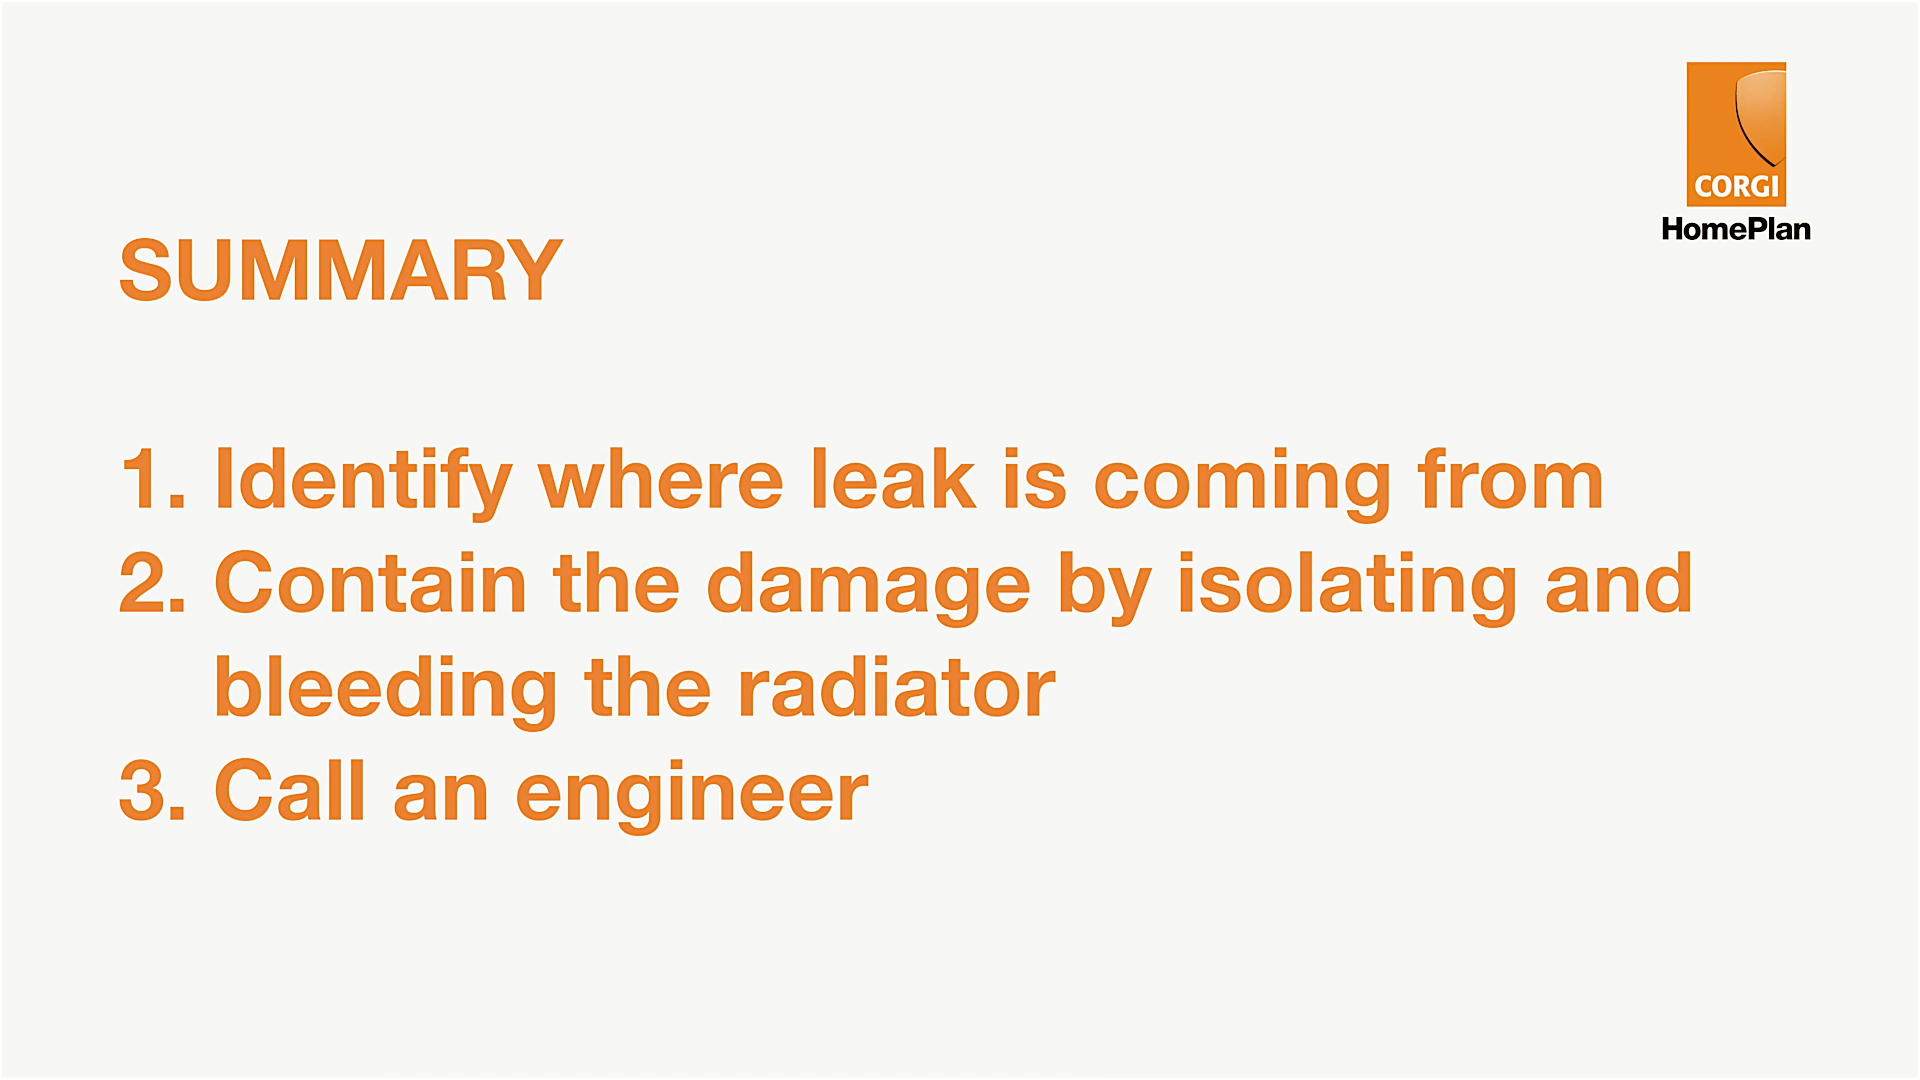 CORGI
HomePlan
SUMMARY
1. Identify where leak is coming from
2. Contain the damage by isolating and
bleeding the radiator
3. Call an engineer